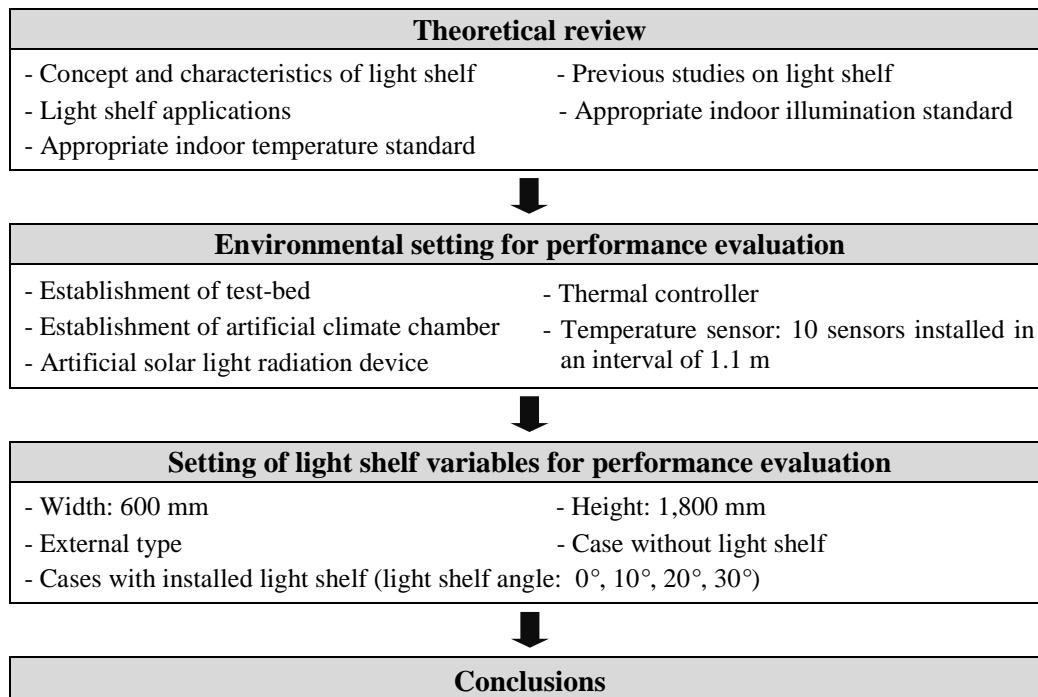 Theoretical review
- Concept and characteristics of light shelf
- Previous studies on light shelf
- Light shelf applications
- Appropriate indoor illumination standard
- Appropriate indoor temperature standard
Environmental setting for performance evaluation
- Establishment of test-bed
- Establishment of artificial climate chamber
- Artificial solar light radiation device
- Thermal controller
- Temperature sensor: 10 sensors installed in
an interval of 1.1 m
Setting of light shelf variables for performance evaluation
- Width: 600 mm
- Height: 1,800 mm
- External type
- Case without light shelf
- Cases with installed light shelf (light shelf angle: 0°, 10°, 20°, 30°)
Conclusions